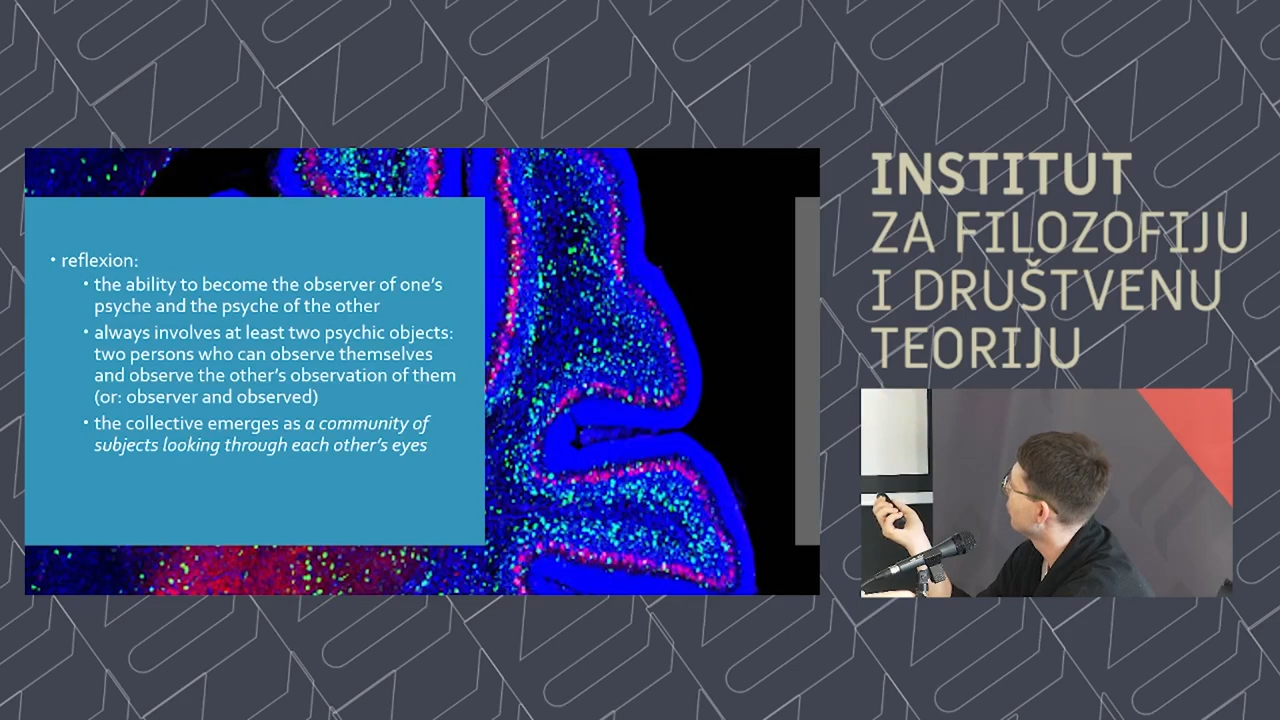 • reflexion:
• the ability to become the observer of one's
psyche and the psyche of the other
• always involves at least two psychic objects:
two persons who can observe themselves
and observe the other's observation of them
(or: observer and observed)
• the collective emerges as a community of
subjects looking through each other's eyes
INSTITUT
ZA FILOZOFIJU
I DRUŠTVENU
TEORIJU